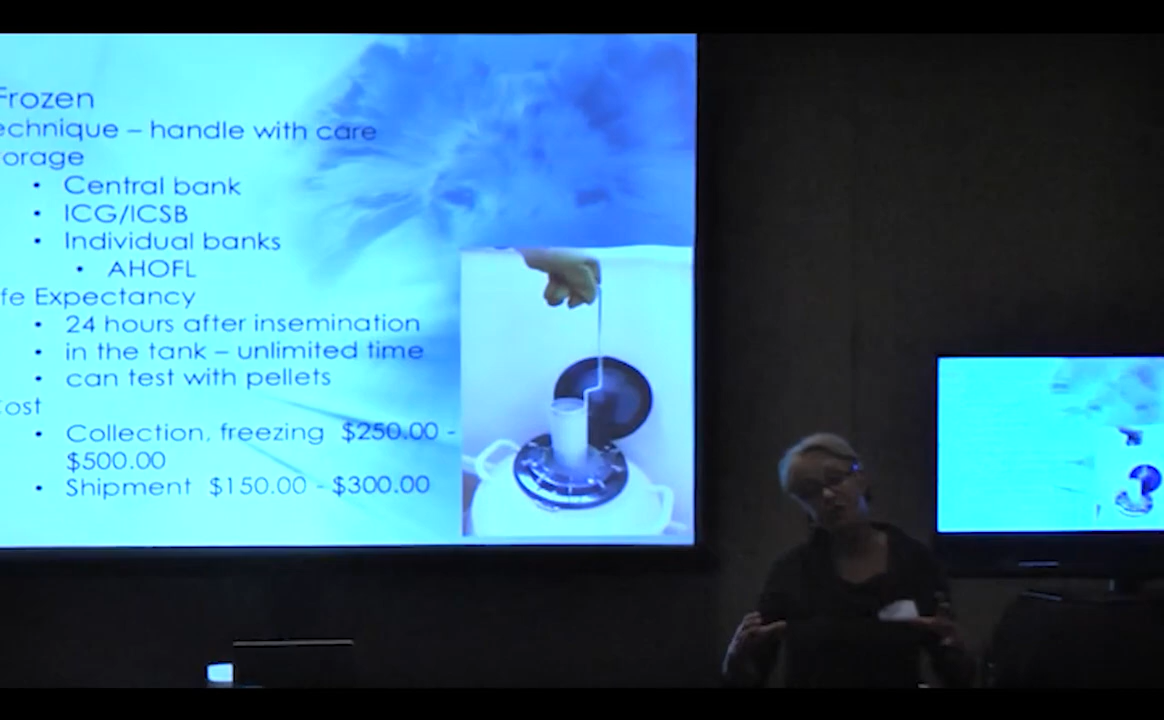 Frozen
echnique – handle with care
orage
• Central bank
• ICG/ICSB
• Individual banks
• AHOFL
fe Expectancy
• 24 hours after insemination
• in the tank – unlimited time
• can test with pellets
Cost
• Collection, freezing $250.00 -
$500.00
• Shipment $150.00 - $300.00